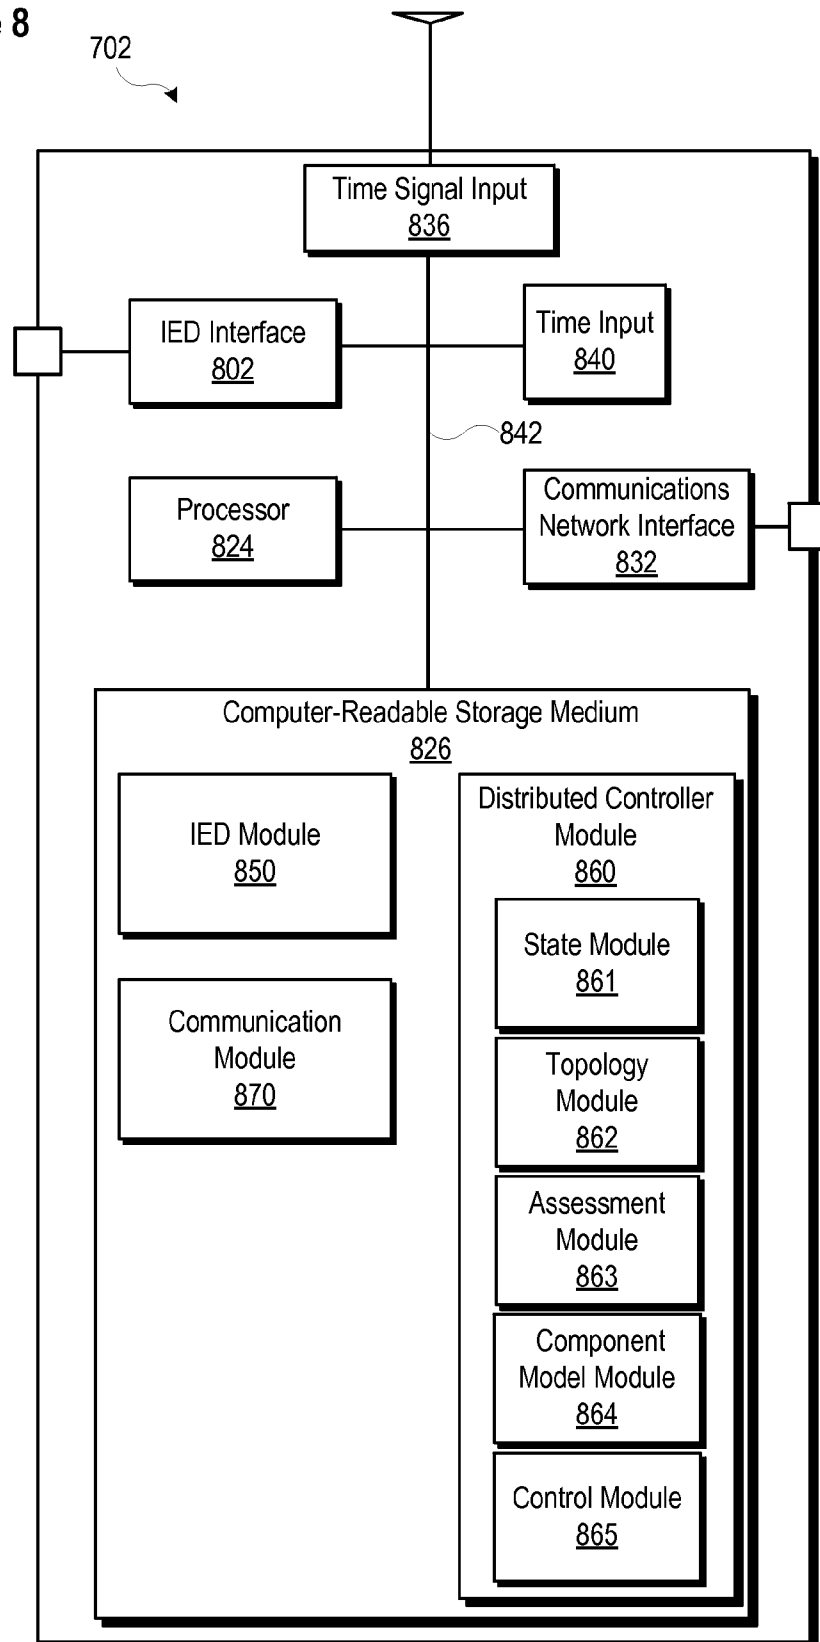 8
702
Time Signal Input
836
IED Interface
802
Time Input
840
842
Processor
824
Communications
Network Interface
832
Computer-Readable Storage Medium
826
IED Module
850
Communication
Module
870
Distributed Controller
Module
860
State Module
861
Topology
Module
862
Assessment
Module
863
Component
Model Module
864
Control Module
865